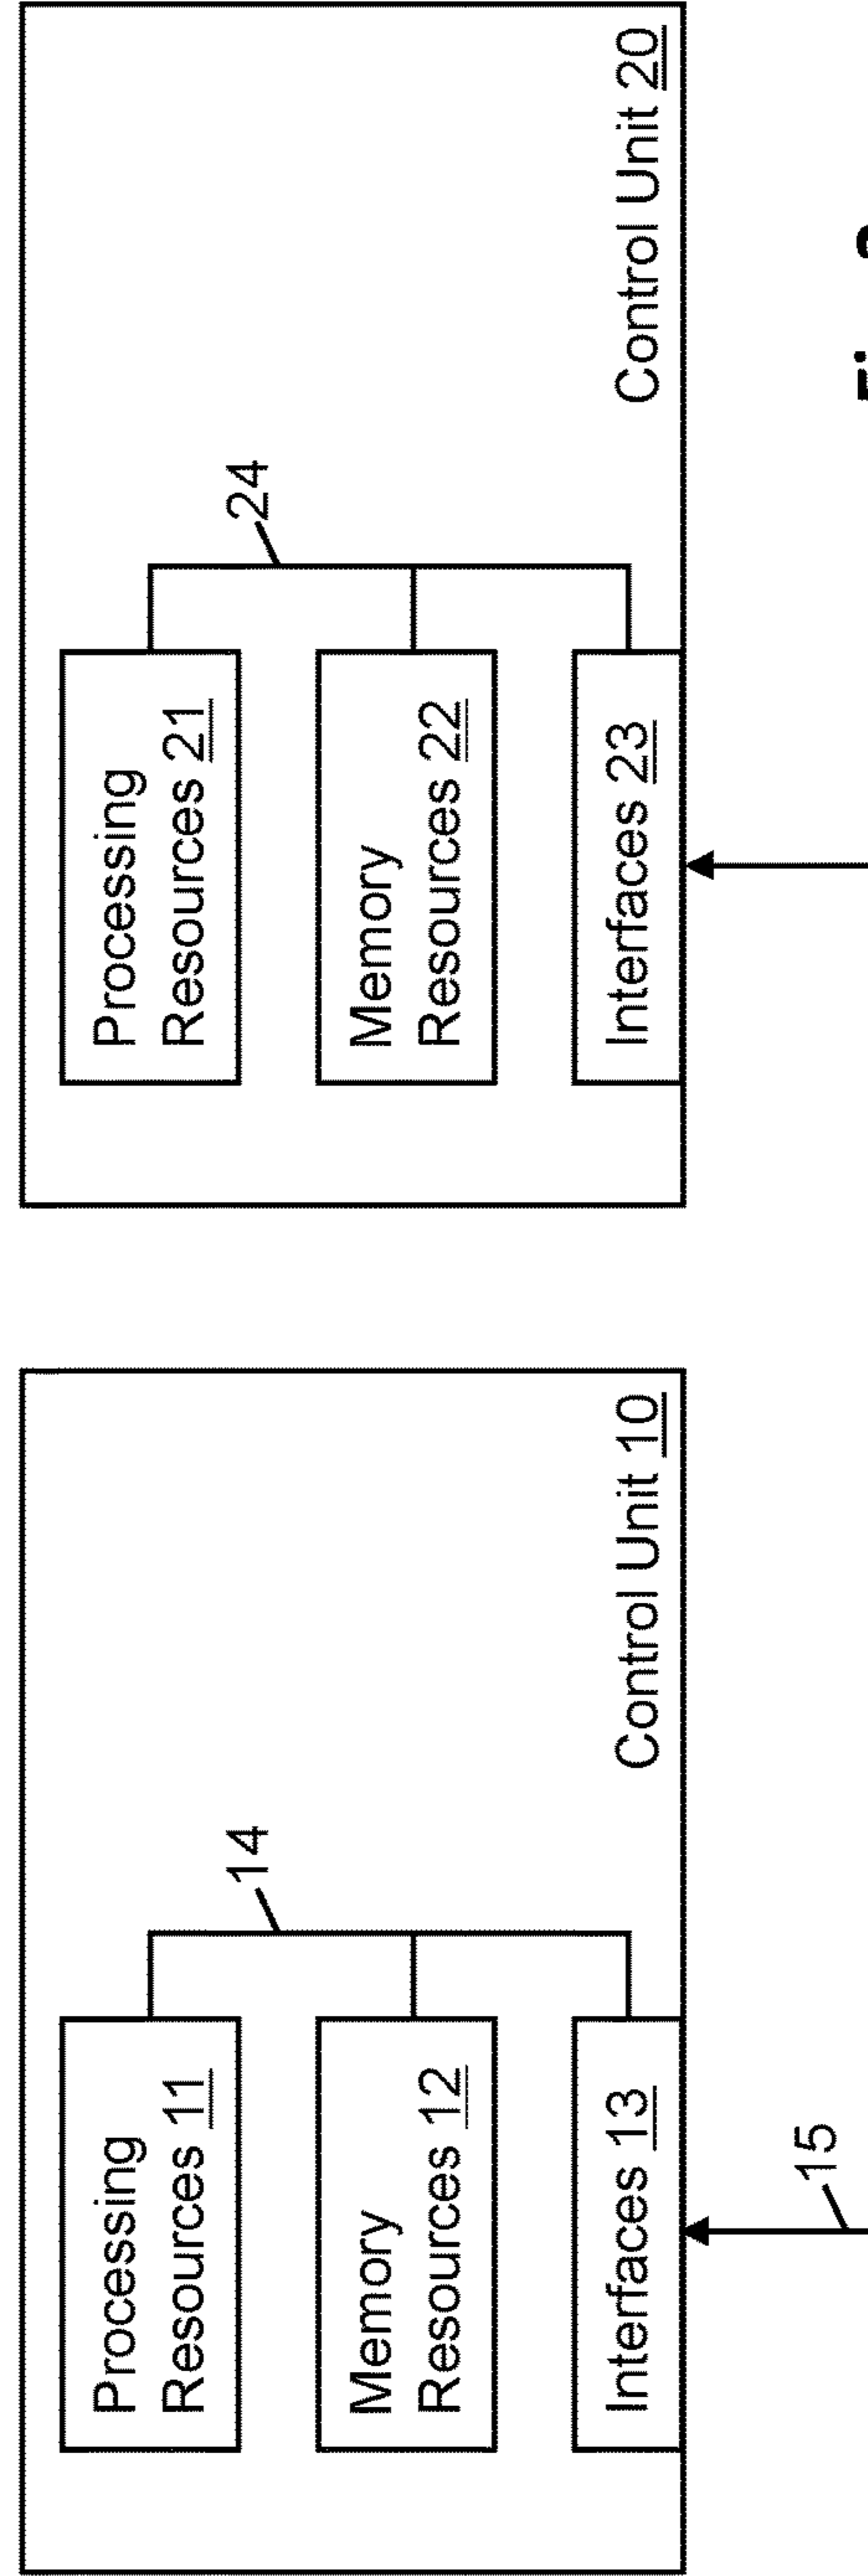 Processing
Resources 11
14
Memory
Resources 12
Interfaces 13
Control Unit 10
15
Processing
Resources 21
24
Memory
Resources 22
Interfaces 23
Control Unit 20